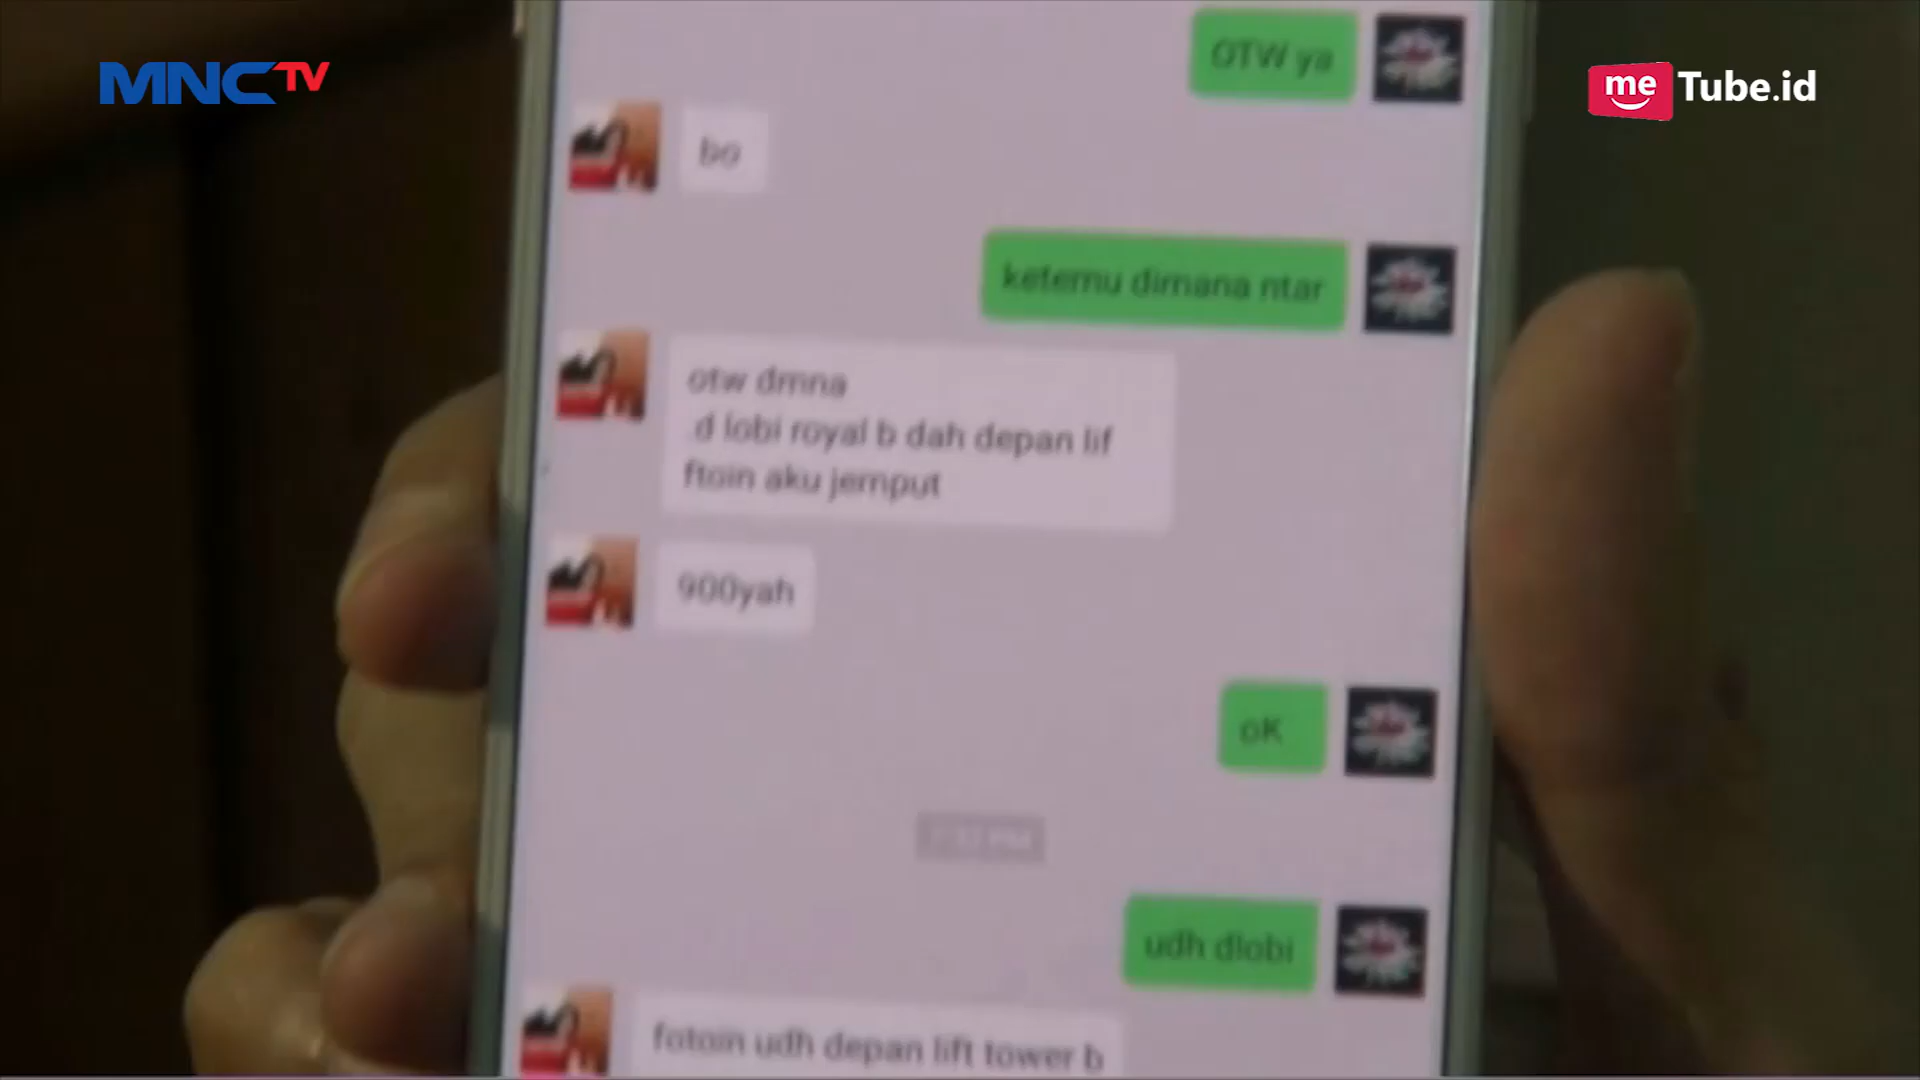 MNCTV
me Tube.id
OTW ya
bo
ketemu dimana ntar
otw dmna
.d lobi royal b dah depan lif
ftoin aku jemput
900yah
oK
PM
udh dlobi
fotoin udh depan lift tower b